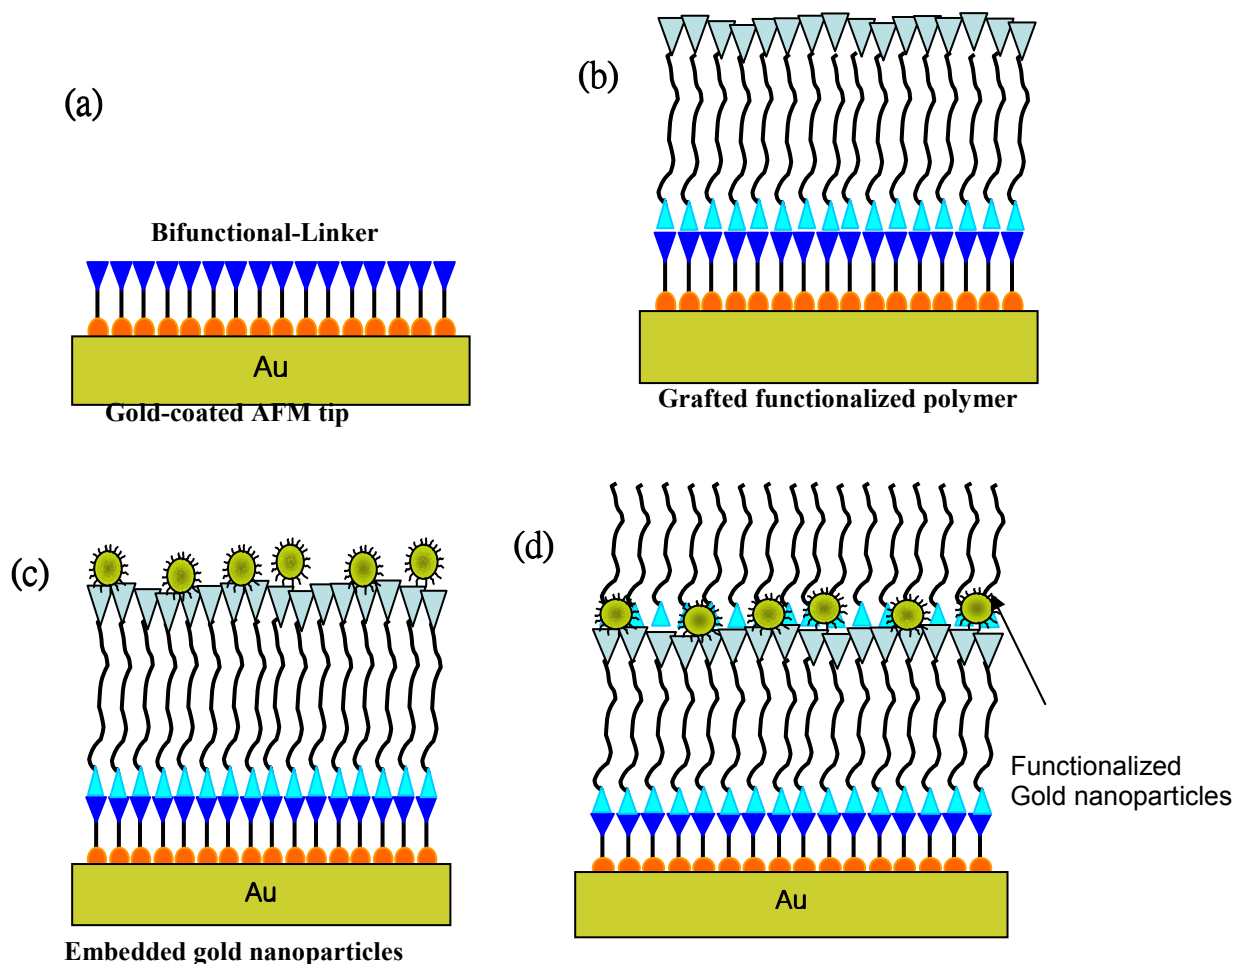 (a)
Bifunctional-Linker
Au
Gold-coated AFM tip
(b)
Grafted functionalized polymer
(c)
Au
Embedded gold nanoparticles
(d)
Functionalized
Gold nanoparticles
Au